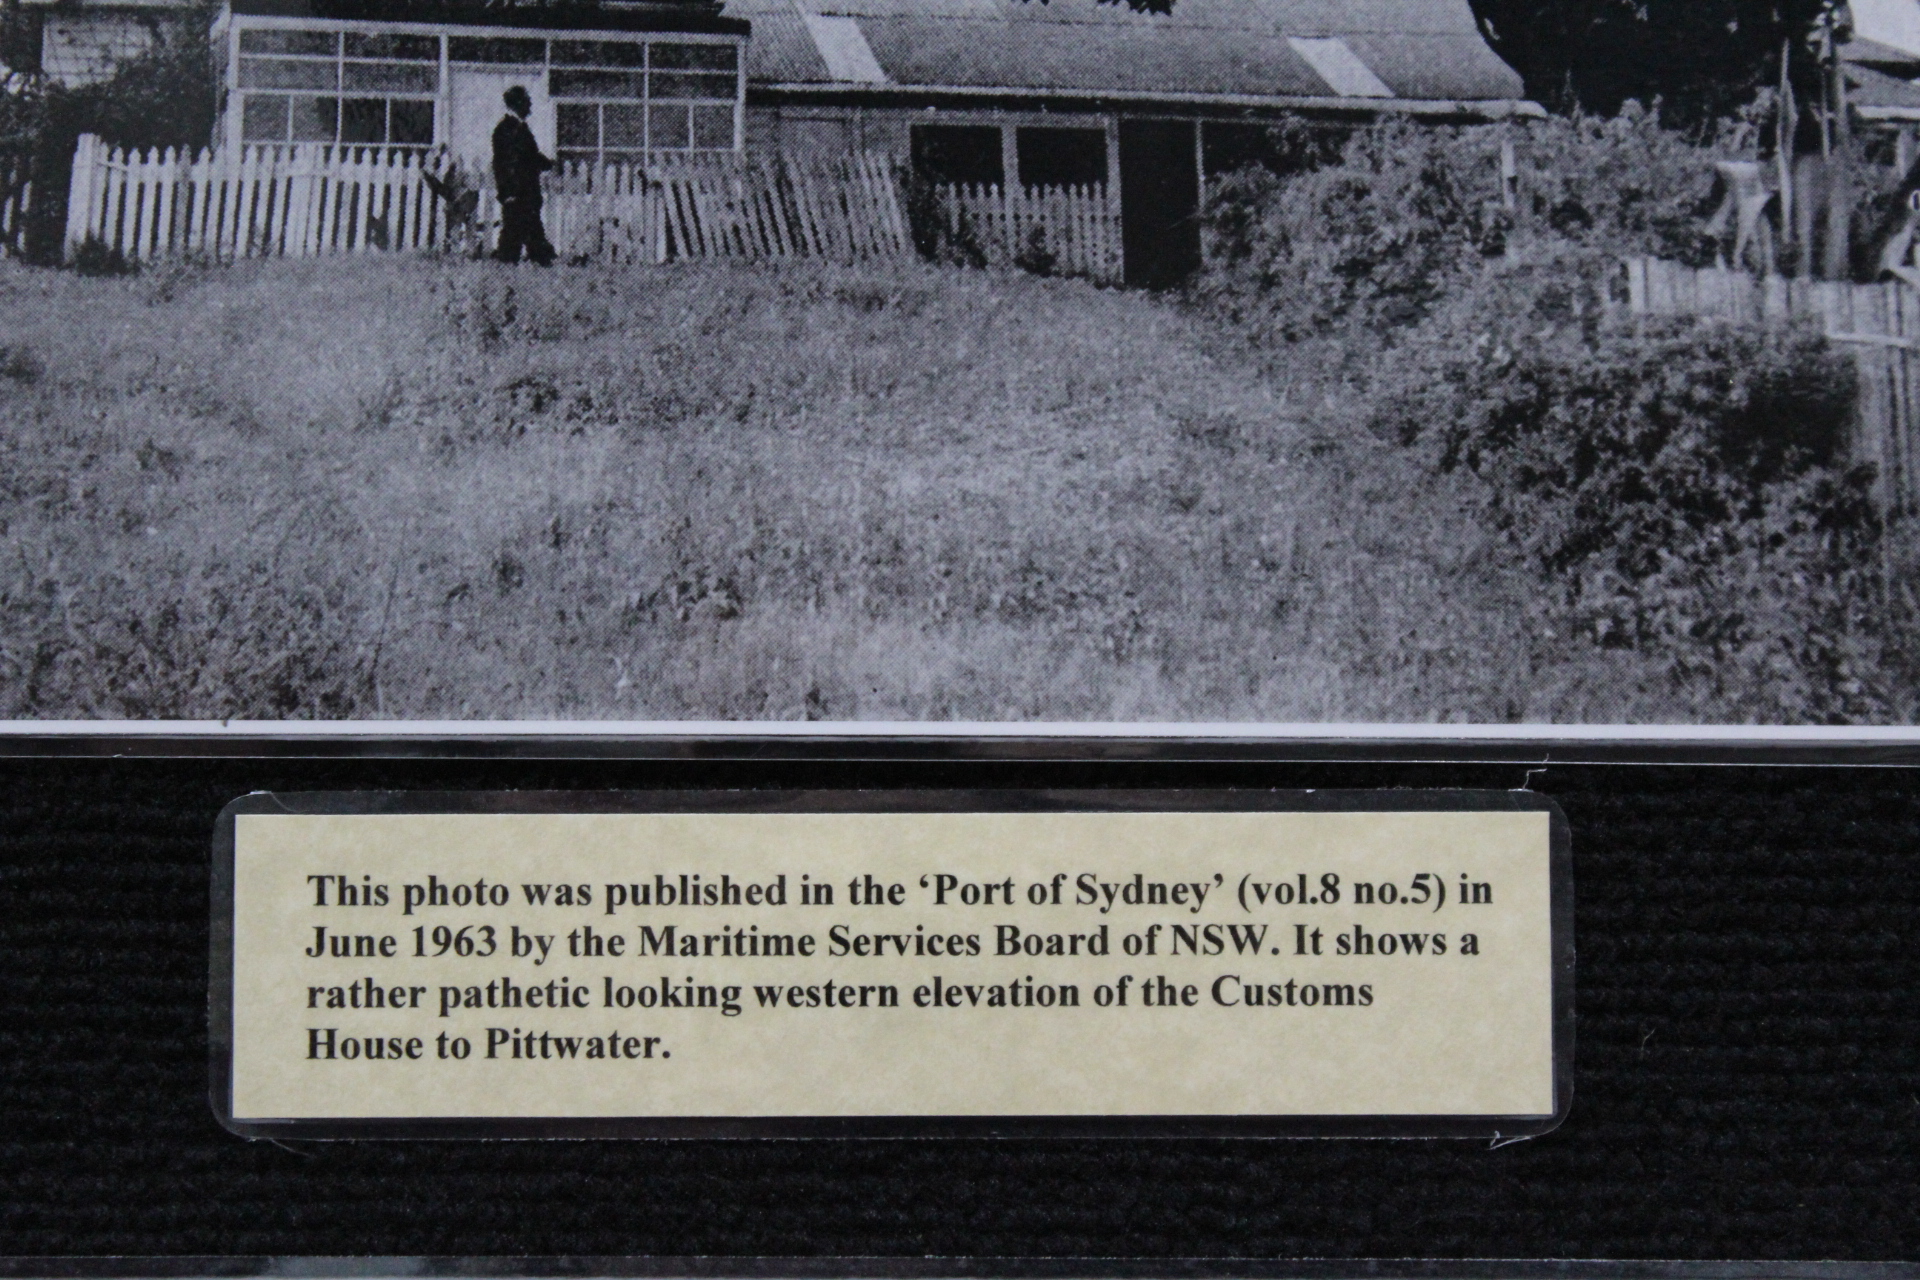 This photo was published in the ‘Port of Sydney’ (vol.8 no.5) in
June 1963 by the Maritime Services Board of NSW. It shows a
rather pathetic looking western elevation of the Customs
House to Pittwater.